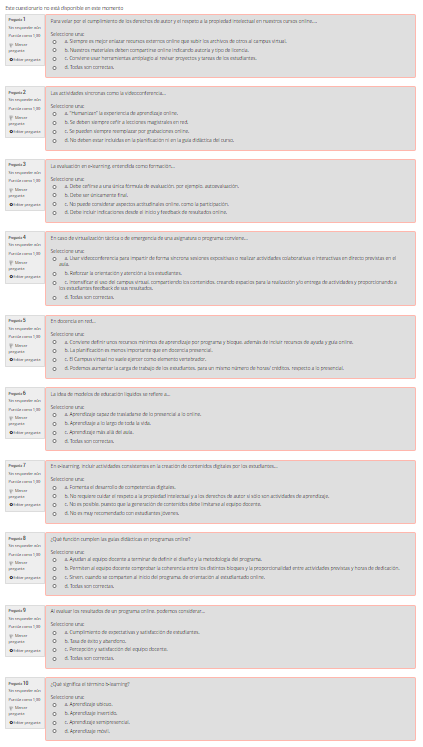 Este cuestionario no está disponible en este momento
Pregunta 1
Sin responder aún
Puntúa como 1,00
Marcar
pregunta
Editar pregunta
Para velar por el cumplimiento de los derechos de autor y el respeto a la propiedad intelectual en nuestros cursos online...
Seleccione una:
a. Siempre es mejor enlazar recursos externos online que subir los archivos de otros al campus virtual.
b. Nuestros materiales deben compartirse online indicando autoría y tipo de licencia.
c. Conviene usar herramientas antiplagio al revisar proyectos y tareas de los estudiantes.
d. Todas son correctas.
Pregunta 2
Sin responder aún
Puntúa como 1,00
Marcar
pregunta
Editar pregunta
Las actividades síncronas como la videoconferencia...
Seleccione una:
a. "Humanizan" la experiencia de aprendizaje online.
b. Se deben siempre ceñir a lecciones magistrales en red.
c. Se pueden siempre reemplazar por grabaciones online.
d. No deben estar incluidas en la planificación ni en la guía didáctica del curso.
Pregunta 3
Sin responder aún
Puntúa como 1,00
Marcar
pregunta
Editar pregunta
La evaluación en e-learning, entendida como formación...
Seleccione una:
a. Debe ceñirse a una única fórmula de evaluación, por ejemplo, autoevaluación.
b. Debe ser únicamente final.
c. No puede considerar aspectos actitudinales online, como la participación.
d. Debe incluir indicaciones desde el inicio y feedback de resultados online.
Pregunta 4
Sin responder aún
Puntúa como 1,00
Marcar
pregunta
Editar pregunta
En caso de virtualización táctica o de emergencia de una asignatura o programa conviene...
Seleccione una:
a. Usar videoconferencia para impartir de forma síncrona sesiones expositivas o realizar actividades colaborativas e interactivas en directo previstas en el
aula.
b. Reforzar la orientación y atención a los estudiantes.
c. Intensificar el uso del campus virtual, compartiendo los contenidos, creando espacios para la realización y/o entrega de actividades y proporcionando a
los estudiantes feedback de sus resultados.
d. Todas son correctas.
Pregunta 5
Sin responder aún
Puntúa como 1,00
Marcar
pregunta
Editar pregunta
En docencia en red...
Seleccione una:
a. Conviene definir unos recursos mínimos de aprendizaje por programa y bloque, además de incluir recursos de ayuda y guía online.
b. La planificación es menos importante que en docencia presencial.
c. El Campus virtual no suele ejercer como elemento vertebrador.
d. Podemos aumentar la carga de trabajo de los estudiantes, para un mismo número de horas/ créditos, respecto a lo presencial.
Pregunta 6
Sin responder aún
Puntúa como 1,00
Marcar
pregunta
Editar pregunta
La idea de modelos de educación líquidos se refiere a...
Seleccione una:
a. Aprendizaje capaz de trasladarse de lo presencial a lo online.
b. Aprendizaje a lo largo de toda la vida.
c. Aprendizaje más allá del aula.
d. Todas son correctas.
Pregunta 7
Sin responder aún
Puntúa como 1,00
Marcar
pregunta
Editar pregunta
En e-learning, incluir actividades consistentes en la creación de contenidos digitales por los estudiantes...
Seleccione una:
a. Fomenta el desarrollo de competencias digitales.
b. No requiere cuidar el respeto a la propiedad intelectual y a los derechos de autor si sólo son actividades de aprendizaje.
c. No es posible, puesto que la generación de contenidos debe limitarse al equipo docente.
d. No es muy recomendado con estudiantes jóvenes.
Pregunta 8
Sin responder aún
Puntúa como 1,00
Marcar
pregunta
Editar pregunta
¿Qué función cumplen las guías didácticas en programas online?
Seleccione una:
a. Ayudan al equipo docente a terminar de definir el diseño y la metodología del programa.
b. Permiten al equipo docente comprobar la coherencia entre los distintos bloques y la proporcionalidad entre actividades previstas y horas de dedicación.
c. Sirven, cuando se comparten al inicio del programa, de orientación al estudiantado online.
d. Todas son correctas.
Pregunta 9
Sin responder aún
Puntúa como 1,00
Marcar
pregunta
Editar pregunta
Al evaluar los resultados de un programa online, podemos considerar...
Seleccione una:
a. Cumplimiento de expectativas y satisfacción de estudiantes.
b. Tasa de éxito y abandono.
c. Percepción y satisfacción del equipo docente.
d. Todas son correctas.
Pregunta 10
Sin responder aún
Puntúa como 1,00
Marcar
pregunta
Editar pregunta
¿Qué significa el término b-learning?
Seleccione una:
a. Aprendizaje ubicuo.
b. Aprendizaje invertido.
c. Aprendizaje semipresencial.
d. Aprendizaje móvil.